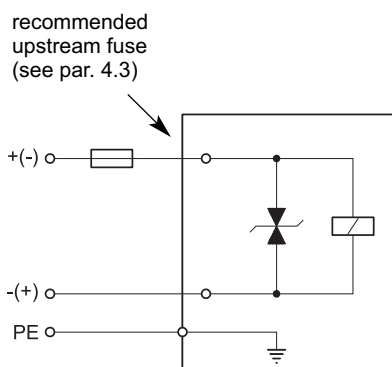 recommended
upstream fuse
(see par. 4.3)
+(-)
-(+)
PE